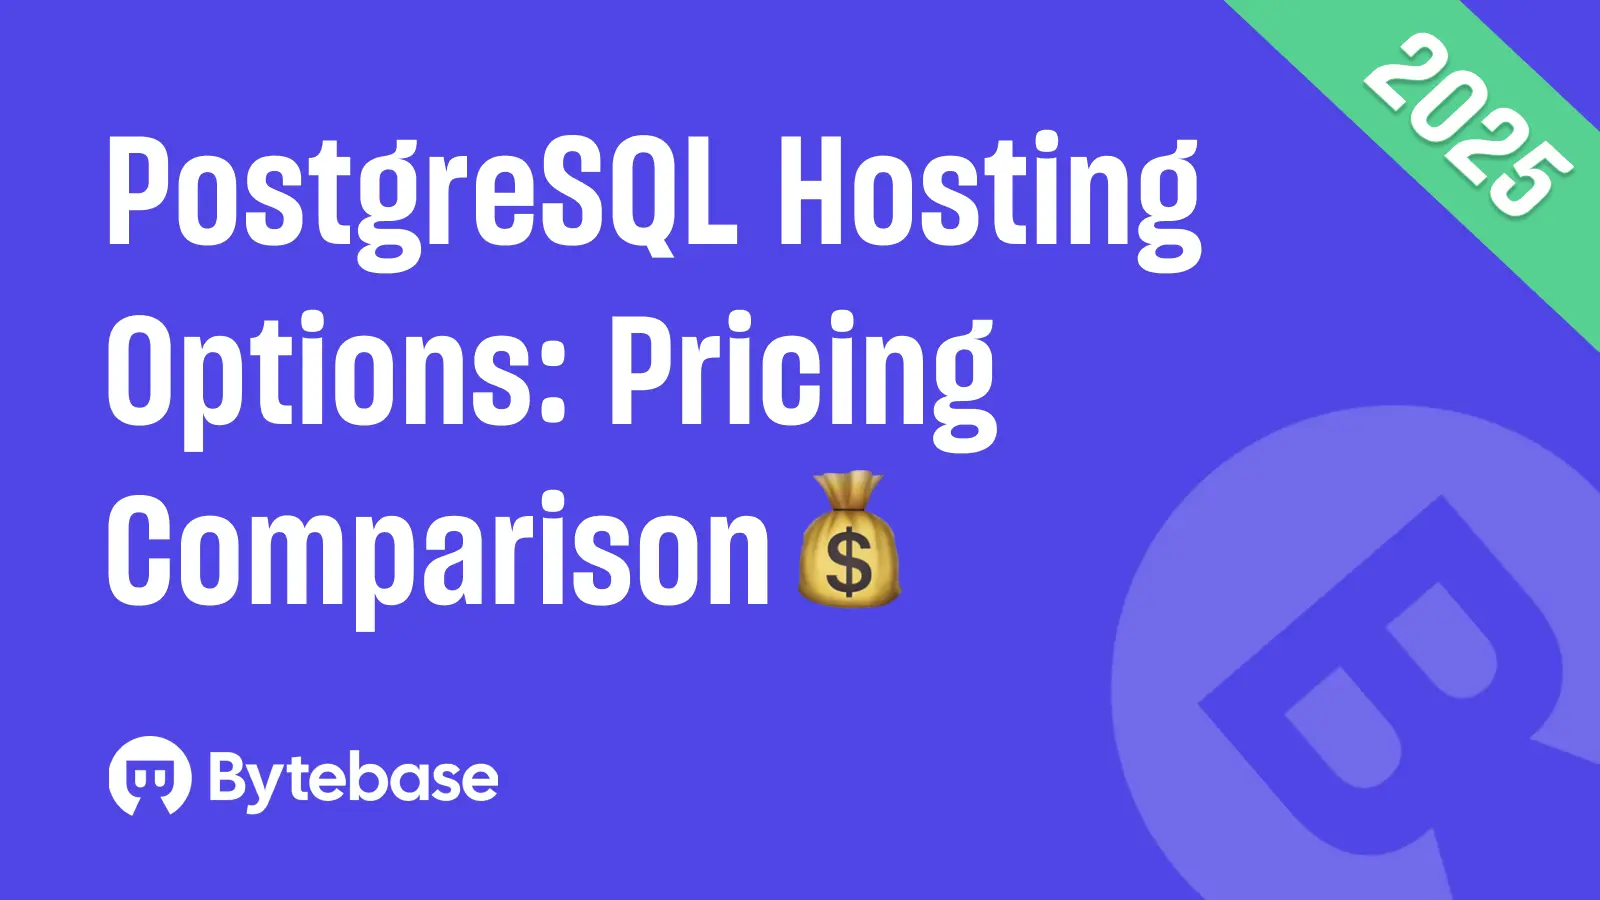 PostgreSQL Hosting
Options: Pricing
Comparison💰
Bytebase
2025